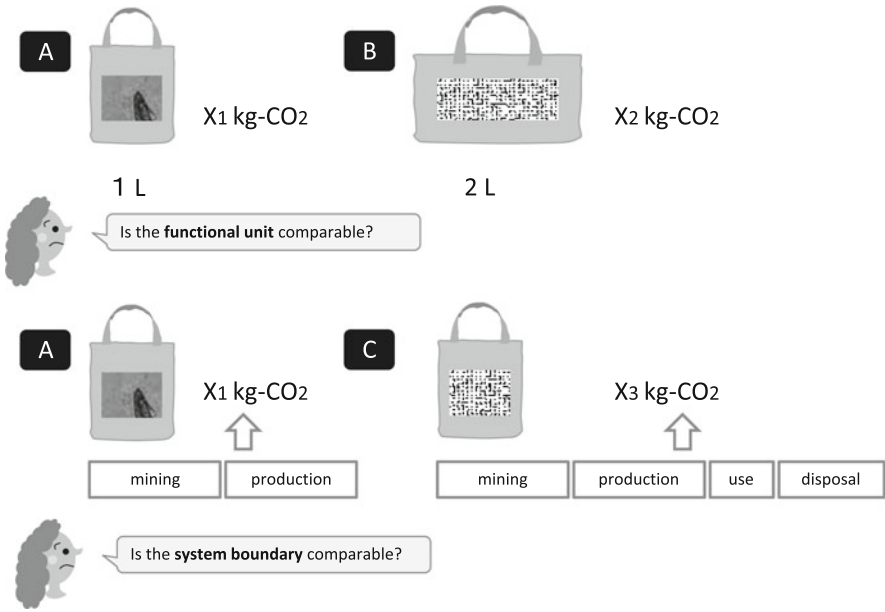 A
B
X1 kg-CO2
X2 kg-CO2
1 L
2 L
Is the functional unit comparable?
A
C
X1 kg-CO2
X3 kg-CO2
mining
production
mining
production
use
disposal
Is the system boundary comparable?